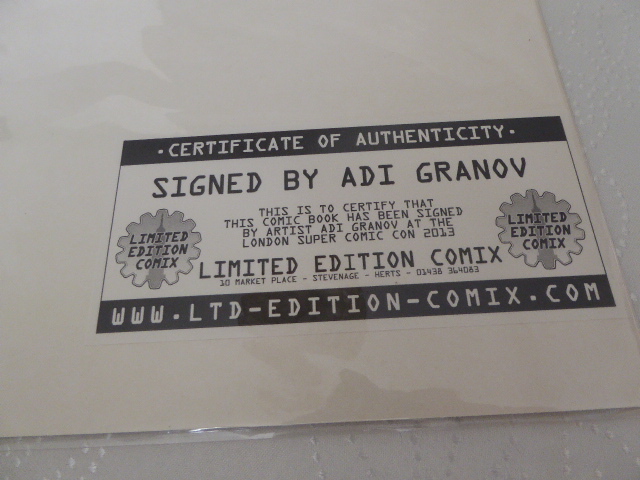 ·CERTIFICATE OF AUTHENTICITY·
SIGNED BY ADI GRANOV
THIS IS TO CERTIFY THAT
THIS COMIC BOOK HAS BEEN SIGNED
BY ARTIST ADI GRANOV AT THE
LONDON SUPER COMIC CON 2013
LIMITED
EDITION
COMIX
LIMITED
EDITION
COMIX
LIMITED EDITION COMIX
10 MARKET PLACE - STEVENAGE - HERTS - 01438 364083
WWW.LTD-EDITION-COMIX.COM